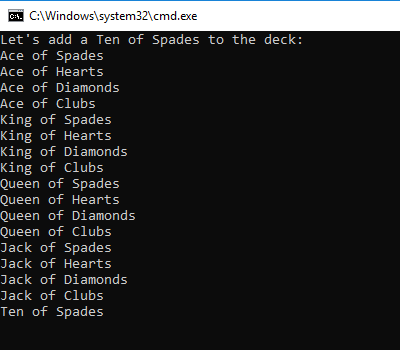 C:\Windows\system32\cmd.exe
Let's add a Ten of Spades to the deck:
Ace of Spades
Ace of Hearts
Ace of Diamonds
Ace of Clubs
King of Spades
King of Hearts
King of Diamonds
King of Clubs
Queen of Spades
Queen of Hearts
Queen of Diamonds
Queen of Clubs
Jack of Spades
Jack of Hearts
Jack of Diamonds
Jack of Clubs
Ten of Spades